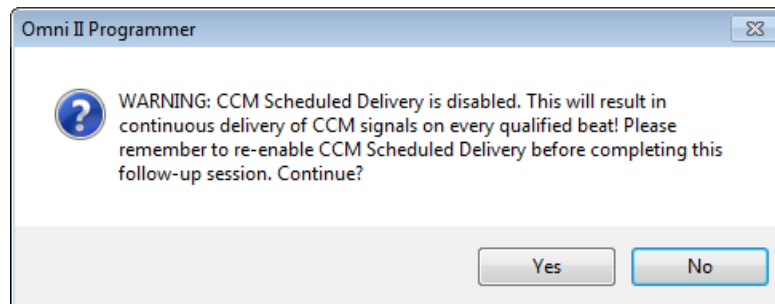 Omni II Programmer
WARNING: CCM Scheduled Delivery is disabled. This will result in
continuous delivery of CCM signals on every qualified beat! Please
remember to re-enable CCM Scheduled Delivery before completing this
follow-up session. Continue?
Yes
No